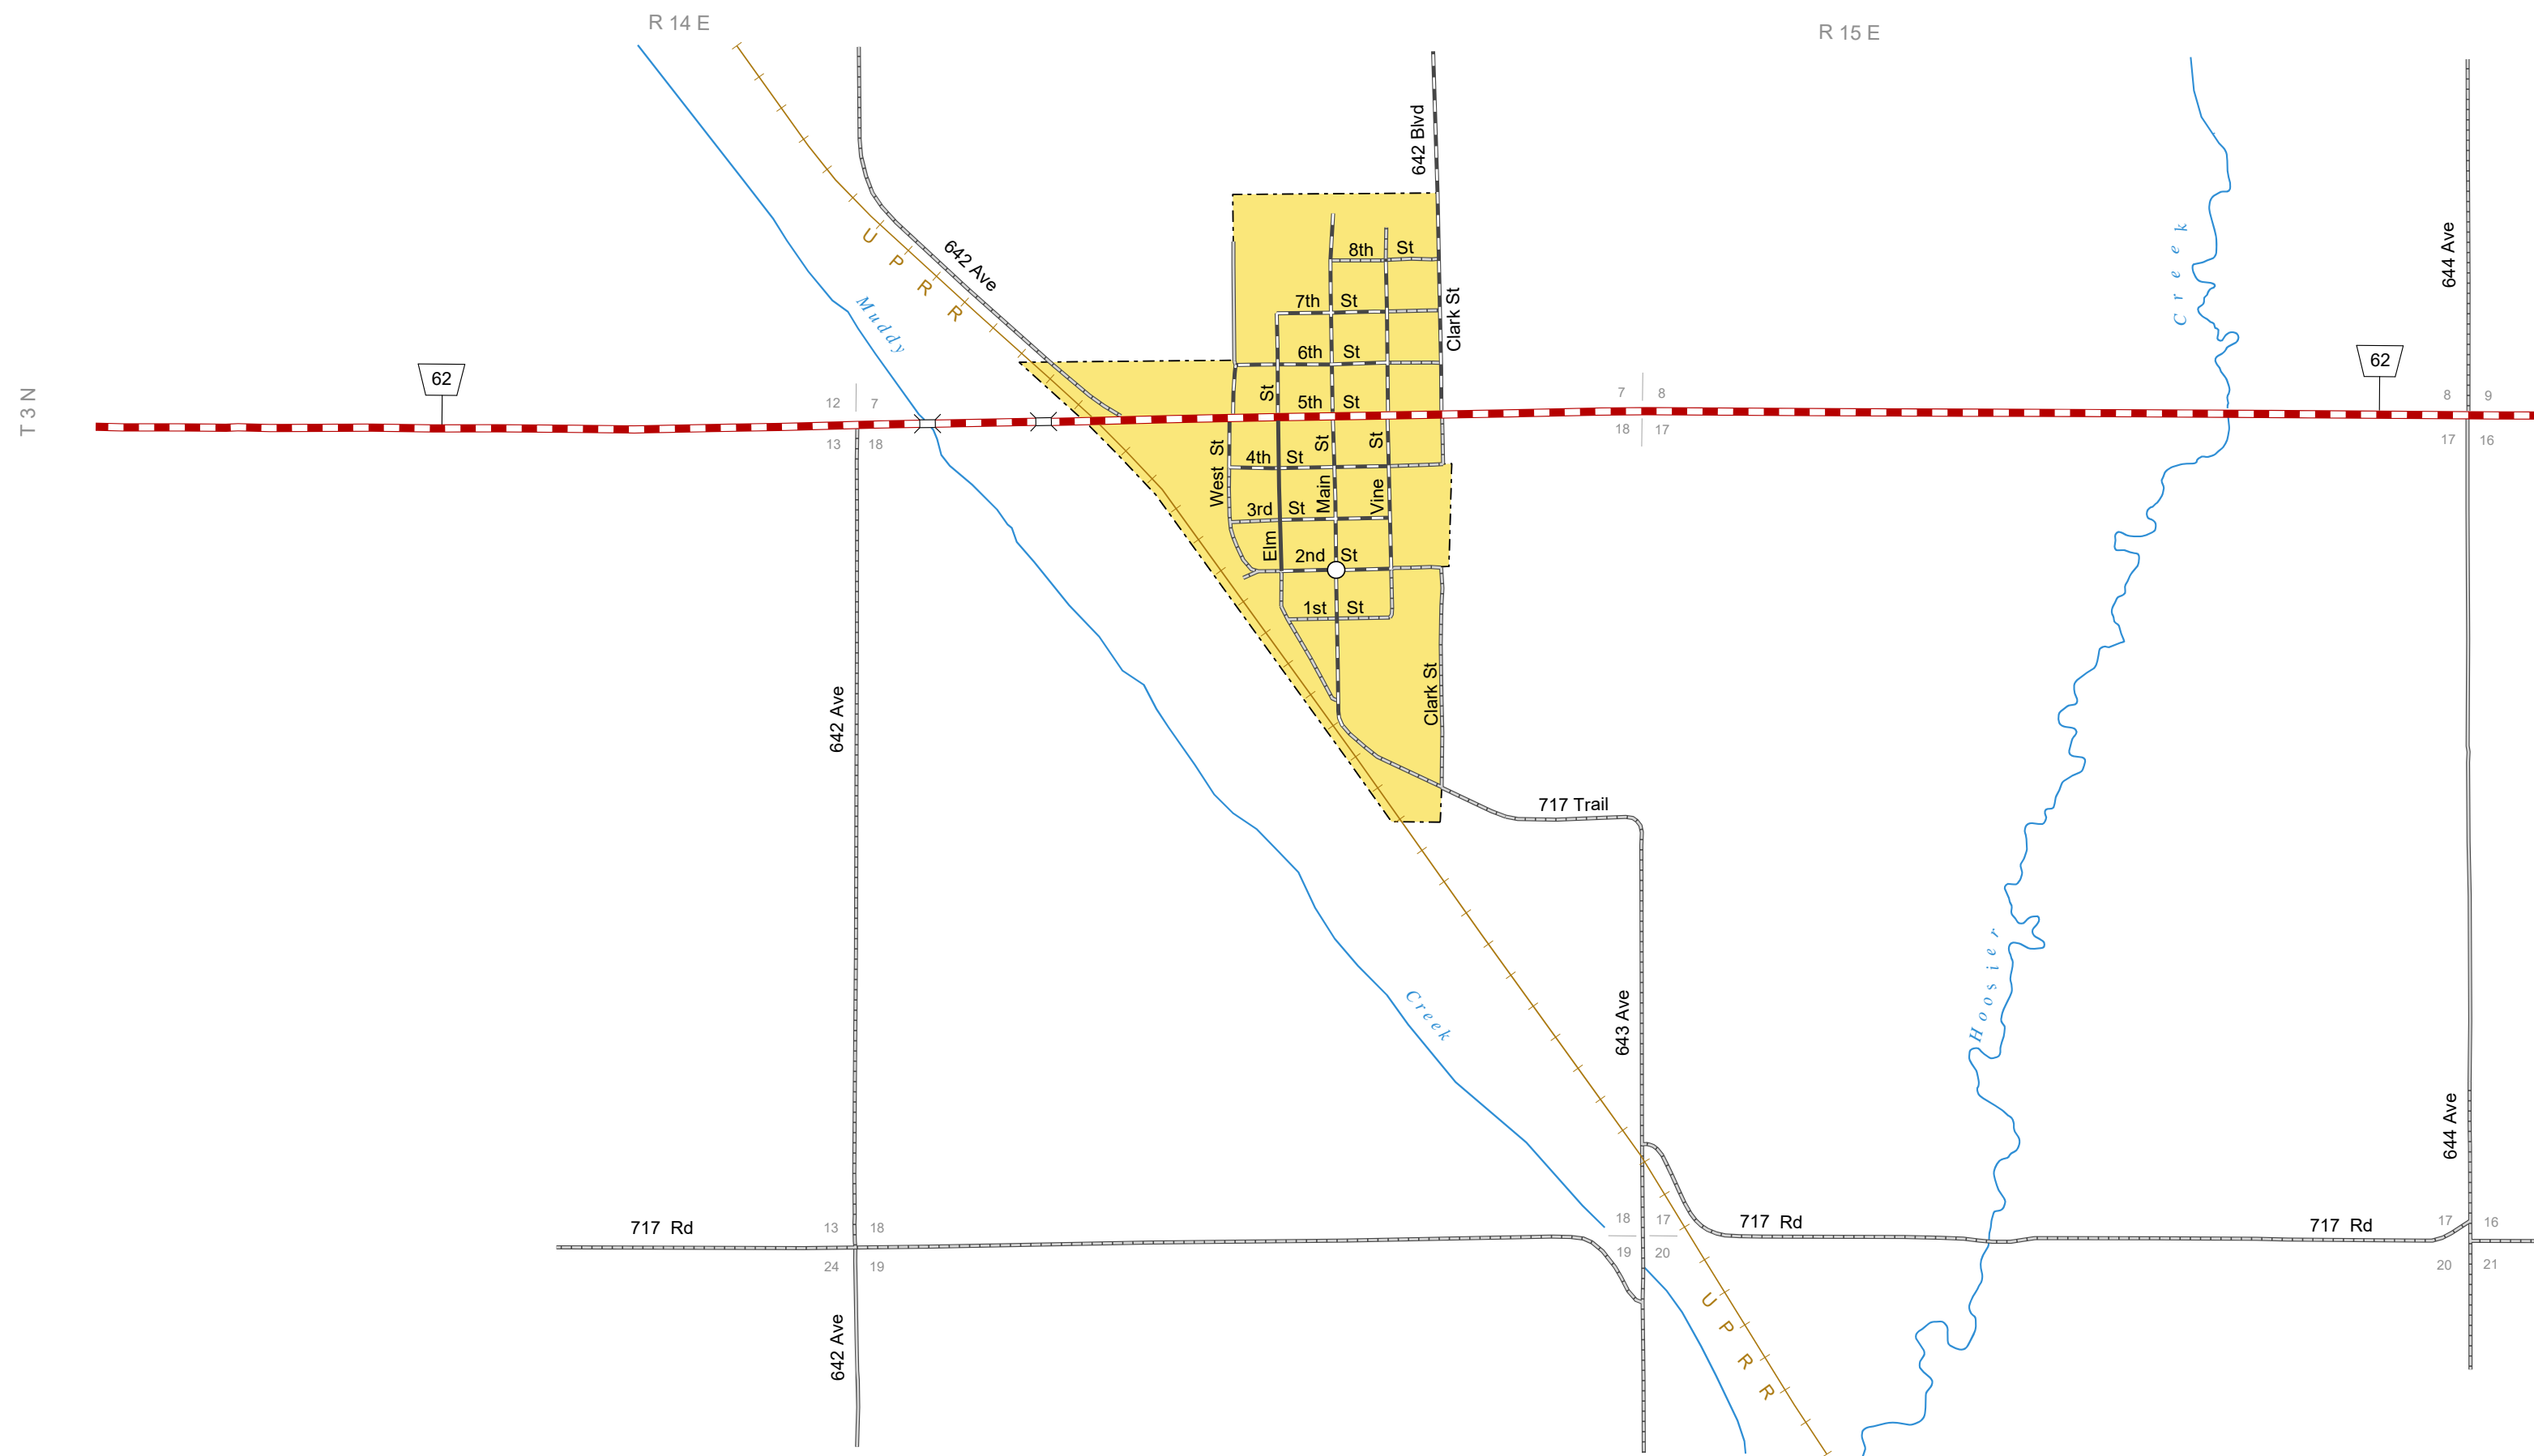 R 14 E
R 15 E
T 3 N
642 Blvd
U P R R
642 Ave
8th St
Creek
644 Ave
7th St
Clark St
Muddy
6th St
62
62
12 7
7 8
8 9
St
5th St
13 18
18 17
17 16
West St
4th St
St
St
3rd St
Main
Vine
Elm
2nd St
1st St
642 Ave
Clark St
717 Trail
Creek
643 Ave
Hoosier
644 Ave
717 Rd
13 18
18 17
717 Rd
717 Rd
17 16
24 19
19 20
20 21
642 Ave
U P R R